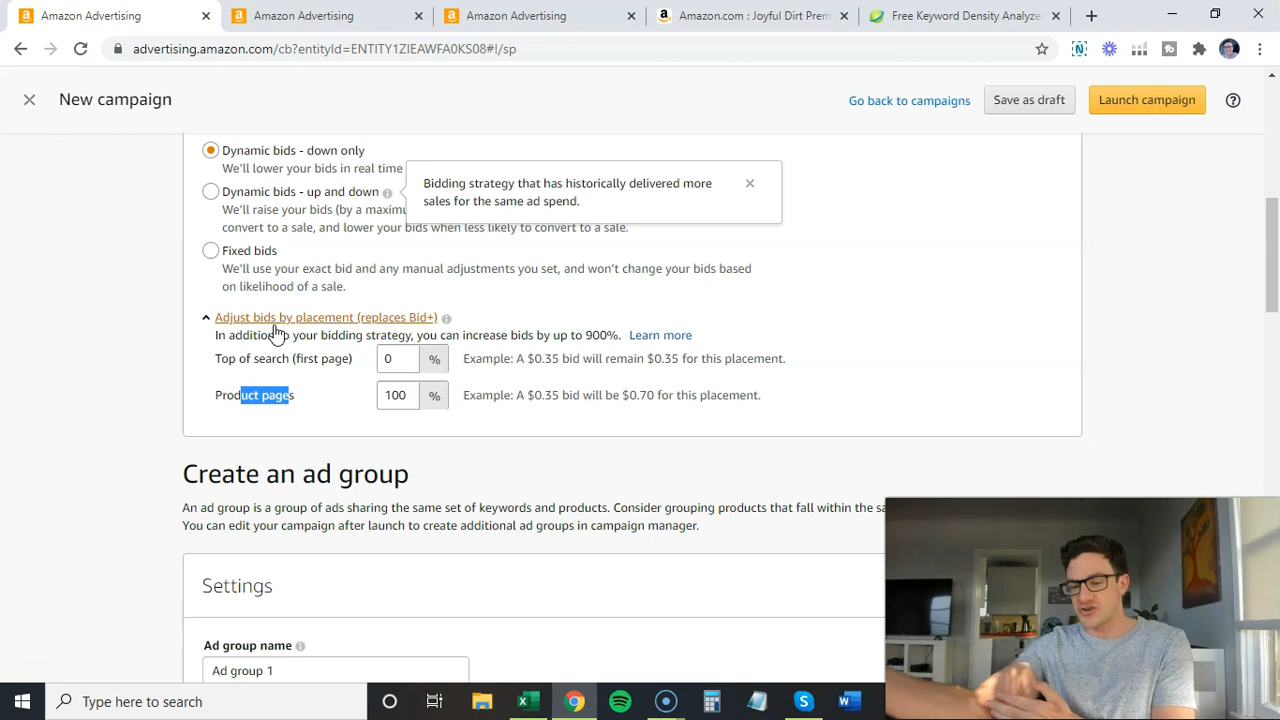 Amazon Advertising
Amazon Advertising
Amazon Advertising
Amazon.com : Joyful Dirt Prem
Free Keyword Density Analyzer
advertising.amazon.com/cb?entityId=ENTITY1ZIEAWFA0KS08#!/sp
New campaign
Go back to campaigns
Save as draft
Launch campaign
Dynamic bids - down only
We'll lower your bids in real time
Bidding strategy that has historically delivered more
sales for the same ad spend.
Dynamic bids - up and down
We'll raise your bids (by a maximu
convert to a sale, and lower your bids when less likely to convert to a sale.
Fixed bids
We'll use your exact bid and any manual adjustments you set, and won't change your bids based
on likelihood of a sale.
Adjust bids by placement (replaces Bid+)
In addition your bidding strategy, you can increase bids by up to 900%. Learn more
Top of search (first page) 0 % Example: A $0.35 bid will remain $0.35 for this placement.
Product pages 100 % Example: A $0.35 bid will be $0.70 for this placement.
Create an ad group
An ad group is a group of ads sharing the same set of keywords and products. Consider grouping products that fall within the sa
You can edit your campaign after launch to create additional ad groups in campaign manager.
Settings
Ad group name
Ad group 1
Type here to search